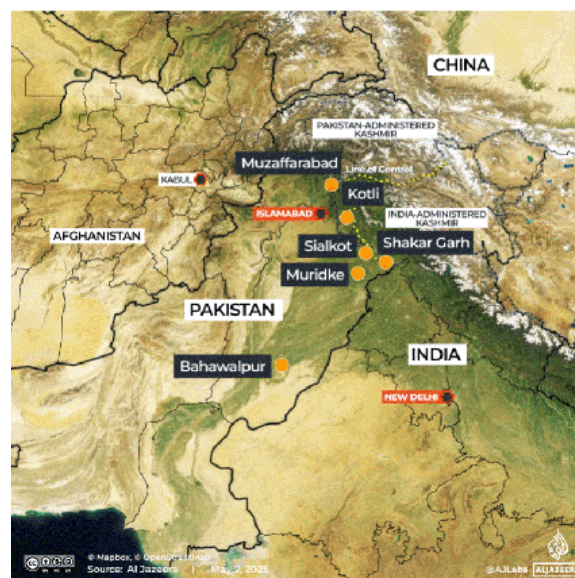 CHINA
PAKISTAN-ADMINISTERED
KASHMIR
Muzaffarabad
Line of Control
KABUL
Kotli
ISLAMABAD
INDIA-ADMINISTERED
KASHMIR
AFGHANISTAN
Sialkot
Shakar Garh
Muridke
PAKISTAN
INDIA
Bahawalpur
NEW DELHI
© Mapbox, © OpenStreetMap
Source: Al Jazeera | May 7, 2025
@AJLabs
ALJAZEERA